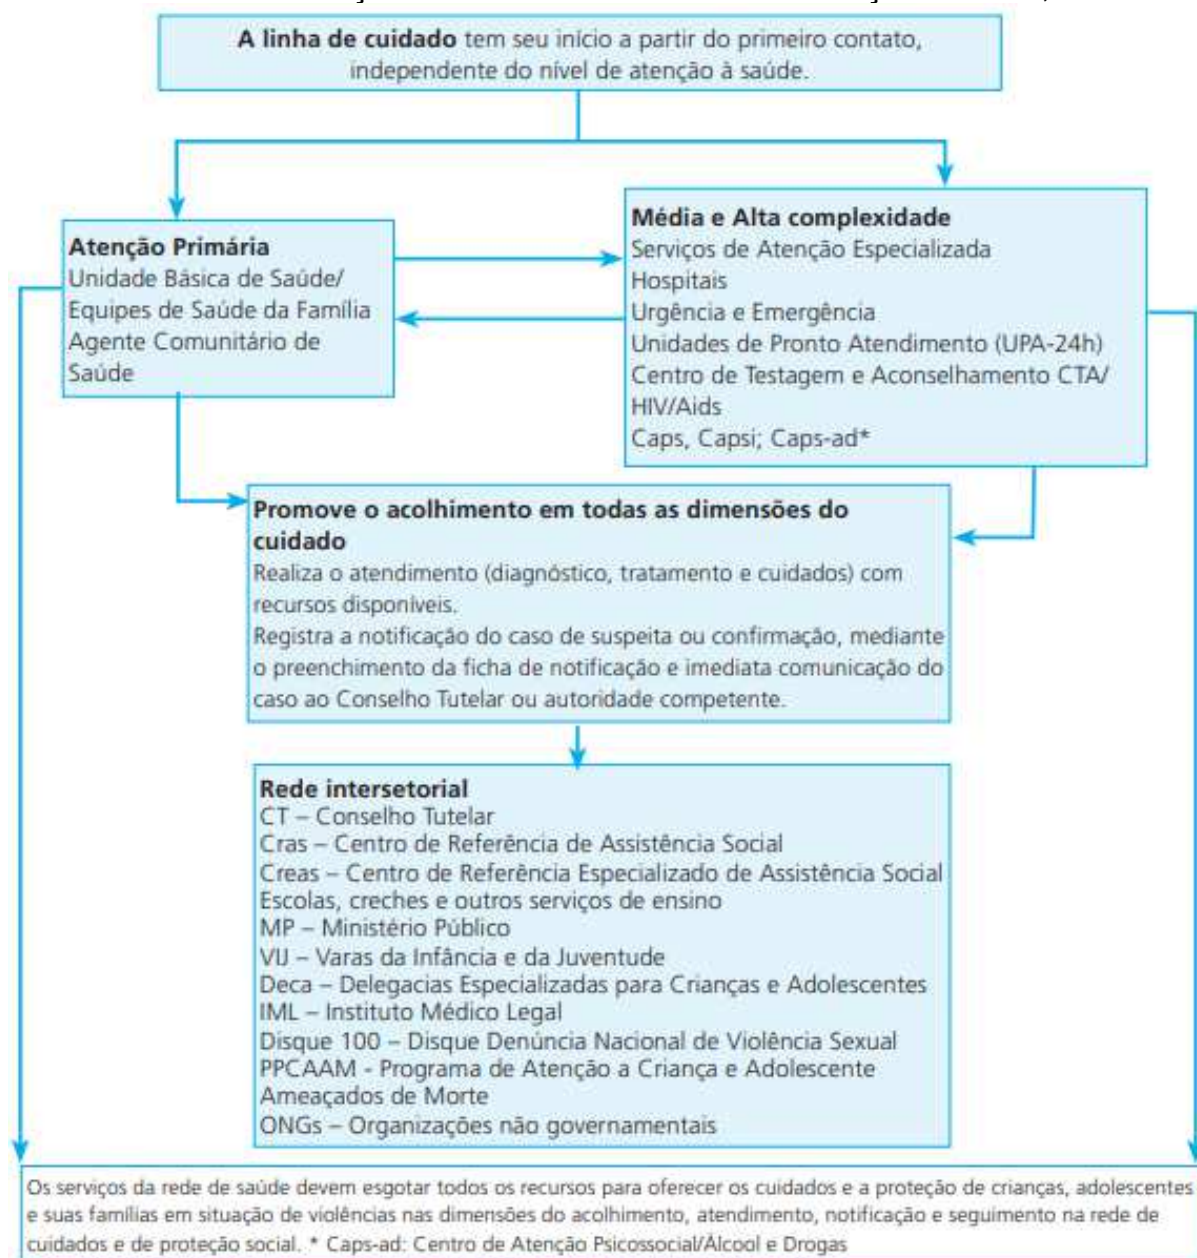 A linha de cuidado tem seu início a partir do primeiro contato,
independente do nível de atenção à saúde.
Atenção Primária
Unidade Básica de Saúde/
Equipes de Saúde da Família
Agente Comunitário de
Saúde
Média e Alta complexidade
Serviços de Atenção Especializada
Hospitais
Urgência e Emergência
Unidades de Pronto Atendimento (UPA-24h)
Centro de Testagem e Aconselhamento CTA/
HIV/Aids
Caps, Capsi; Caps-ad*
Promove o acolhimento em todas as dimensões do
cuidado
Realiza o atendimento (diagnóstico, tratamento e cuidados) com
recursos disponíveis.
Registra a notificação do caso de suspeita ou confirmação, mediante
o preenchimento da ficha de notificação e imediata comunicação do
caso ao Conselho Tutelar ou autoridade competente.
Rede intersetorial
CT – Conselho Tutelar
Cras – Centro de Referência de Assistência Social
Creas – Centro de Referência Especializado de Assistência Social
Escolas, creches e outros serviços de ensino
MP – Ministério Público
VIJ – Varas da Infância e da Juventude
Deca – Delegacias Especializadas para Crianças e Adolescentes
IML – Instituto Médico Legal
Disque 100 – Disque Denúncia Nacional de Violência Sexual
PPCAAM - Programa de Atenção a Criança e Adolescente
Ameaçados de Morte
ONGs – Organizações não governamentais
Os serviços da rede de saúde devem esgotar todos os recursos para oferecer os cuidados e a proteção de crianças, adolescentes
e suas famílias em situação de violências nas dimensões do acolhimento, atendimento, notificação e seguimento na rede de
cuidados e de proteção social. * Caps-ad: Centro de Atenção Psicossocial/Álcool e Drogas